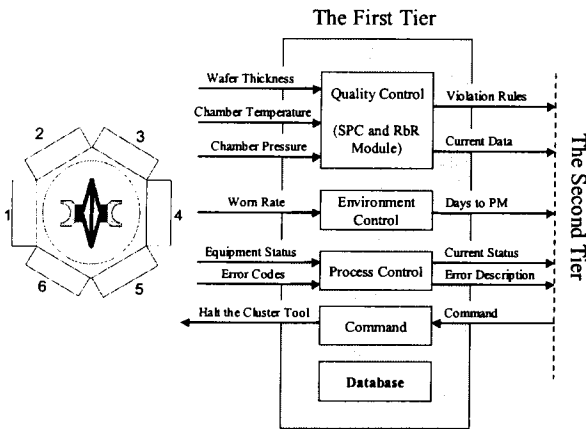 The First Tier
Wafer Thickness
Chamber Temperature
Chamber Pressure
Quality Control
(SPC and RbR
Module)
Violation Rules
Current Data
Worn Rate
Environment
Control
Days to PM
Equipment Status
Error Codes
Process Control
Current Status
Error Description
Halt the Cluster Tool
Command
Command
Database
The Second Tier
1
2
3
4
5
6